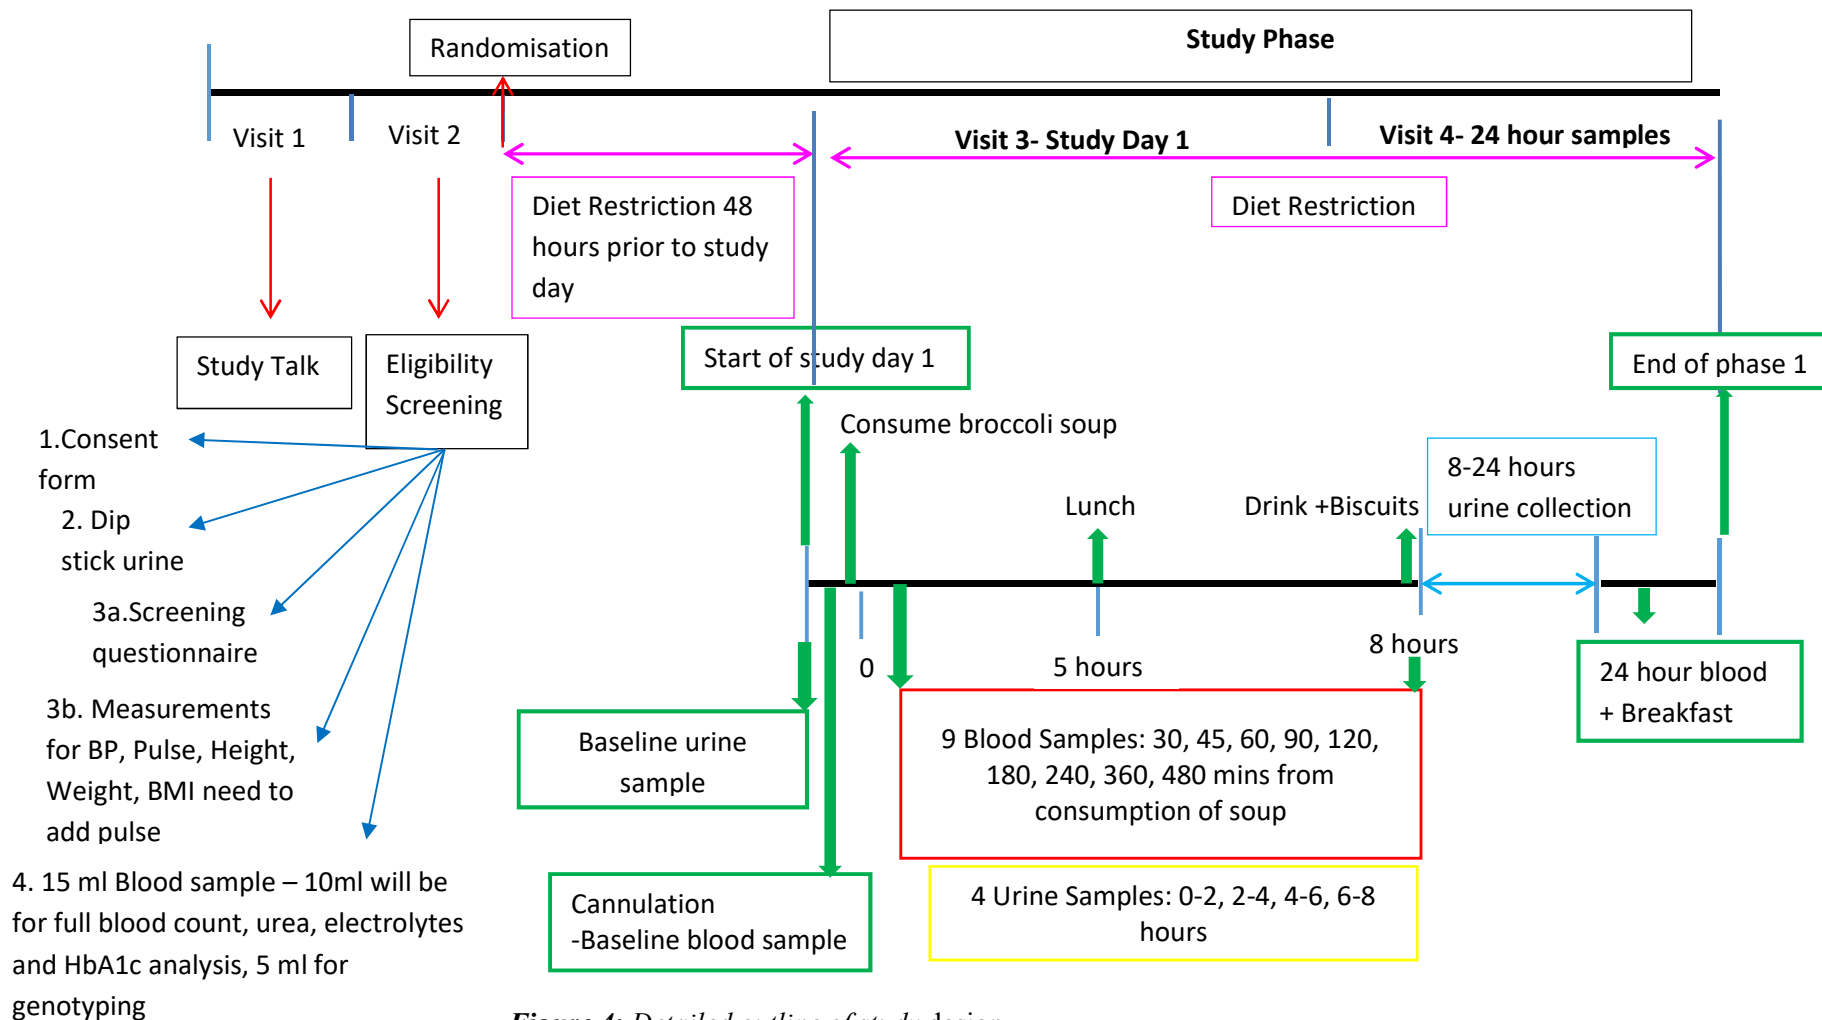 Randomisation
Study Phase
Visit 1
Visit 2
Visit 3- Study Day 1
Visit 4- 24 hour samples
Diet Restriction 48
hours prior to study
day
Diet Restriction
Study Talk
Eligibility
Screening
Start of study day 1
End of phase 1
1.Consent
form
2. Dip
stick urine
3a.Screening
questionnaire
3b. Measurements
for BP, Pulse, Height,
Weight, BMI need to
add pulse
4. 15 ml Blood sample – 10ml will be
for full blood count, urea, electrolytes
and HbA1c analysis, 5 ml for
genotyping
Consume broccoli soup
Lunch
Drink +Biscuits
8-24 hours
urine collection
0
5 hours
8 hours
24 hour blood
+ Breakfast
Baseline urine
sample
9 Blood Samples: 30, 45, 60, 90, 120,
180, 240, 360, 480 mins from
consumption of soup
Cannulation
-Baseline blood sample
4 Urine Samples: 0-2, 2-4, 4-6, 6-8
hours
Figure 4: Detailed outline of study design